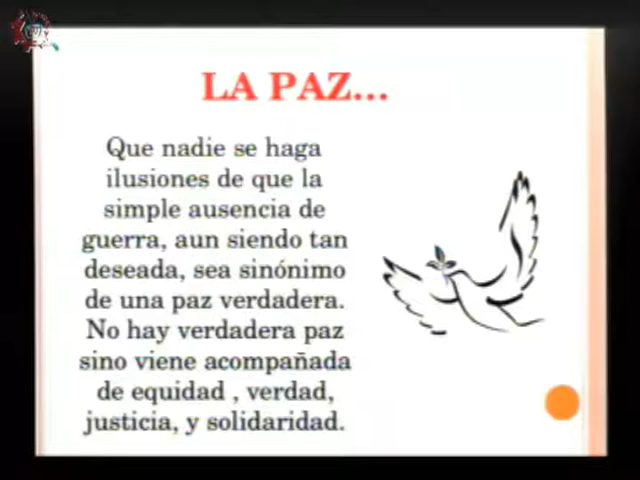 LA PAZ...
Que nadie se haga
ilusiones de que la
simple ausencia de
guerra, aun siendo tan
deseada, sea sinónimo
de una paz verdadera.
No hay verdadera paz
sino viene acompañada
de equidad , verdad,
justicia, y solidaridad.